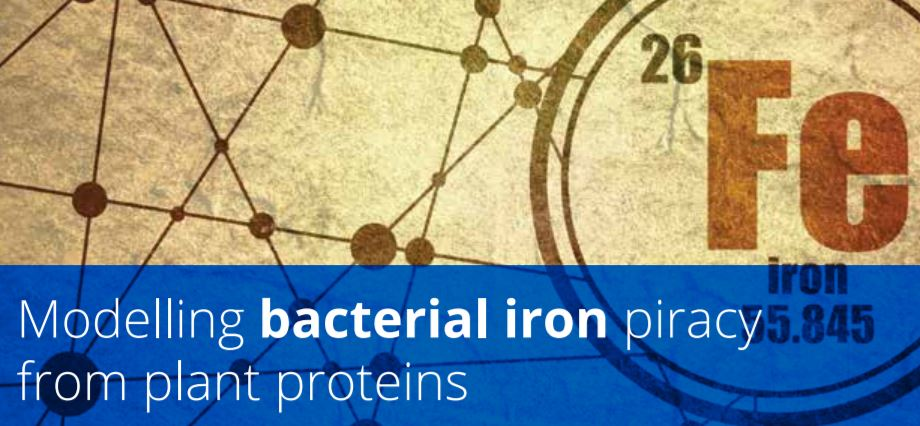 26
Fe
iron
55.845
Modelling bacterial iron piracy
from plant proteins